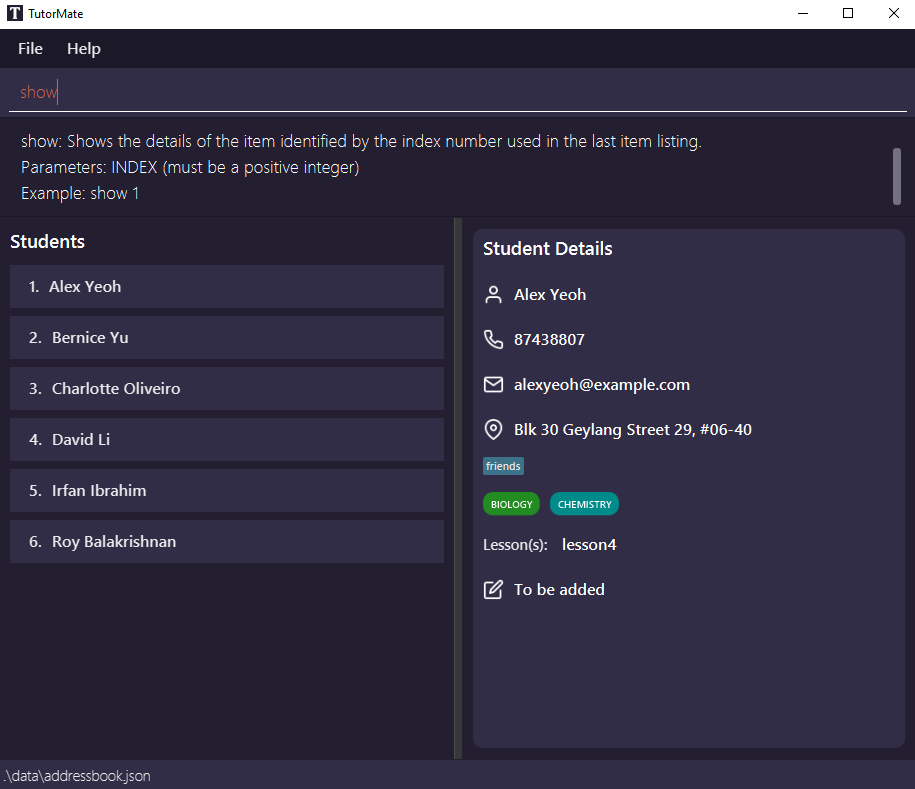 T TutorMate
File Help
show
show: Shows the details of the item identified by the index number used in the last item listing.
Parameters: INDEX (must be a positive integer)
Example: show 1
Students
1. Alex Yeoh
2. Bernice Yu
3. Charlotte Oliveiro
4. David Li
5. Irfan Ibrahim
6. Roy Balakrishnan
Student Details
Alex Yeoh
87438807
alexyeoh@example.com
Blk 30 Geylang Street 29, #06-40
friends
BIOLOGY CHEMISTRY
Lesson(s): lesson4
To be added
.\data\addressbook.json